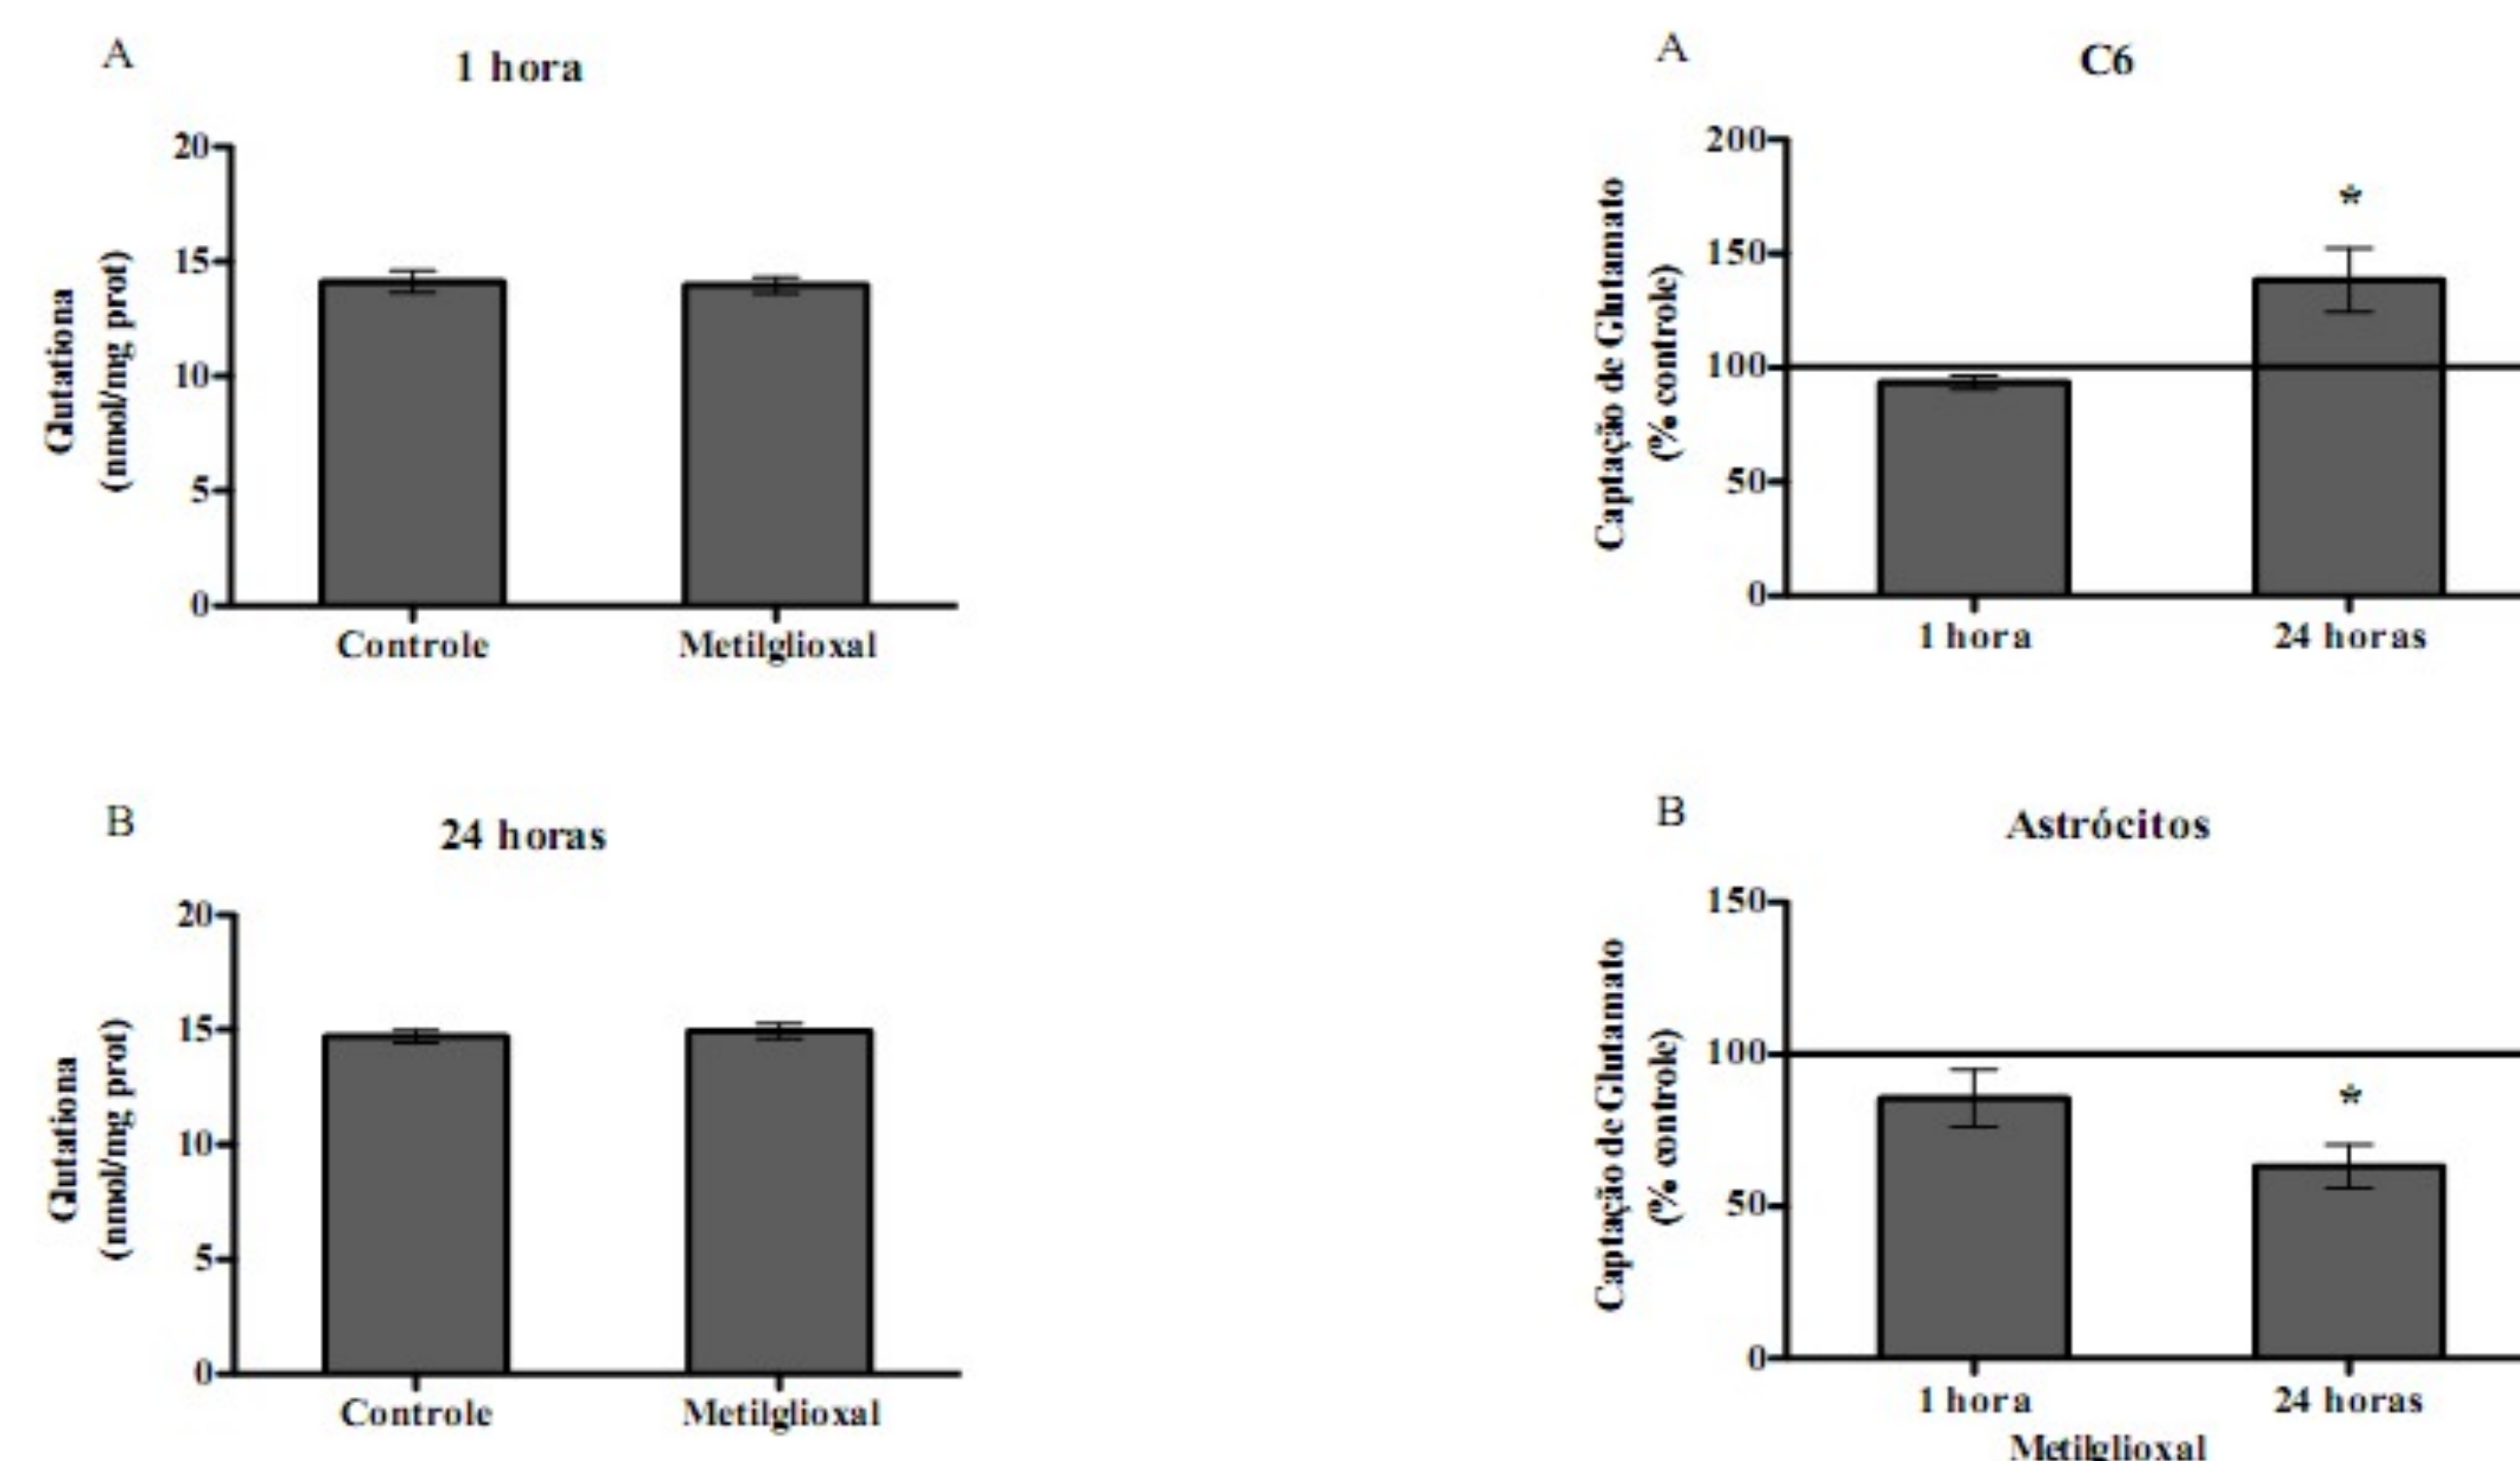 A
1 hora
20
15
10
5
0
Glutationa
(nmol/mg prot)
Controle
Metilglioxal
B
24 horas
20
15
10
5
0
Glutationa
(nmol/mg prot)
Controle
Metilglioxal
A
C6
200
150
100
50
0
Captação de Glutamato
(% controle)
*
1 hora
24 horas
B
Astrócitos
150
100
50
0
Captação de Glutamato
(% controle)
*
1 hora
24 horas
Metilglioxal